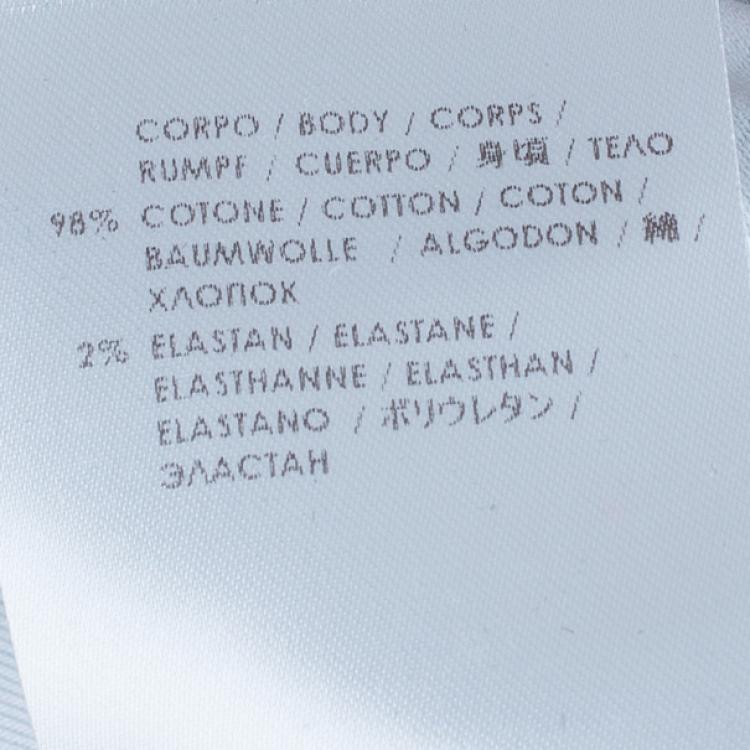 CORPO / BODY / CORPS /
RUMPF / CUERPO / 身頃 / ТЕЛО
98% COTONE / COTTON / COTON /
BAUMWOLLE / ALGODON / 綿 /
ХЛОПОК
2% ELASTAN / ELASTANE /
ELASTHANNE / ELASTHAN /
ELASTANO / ポリウレタン /
ЭЛАСТАН